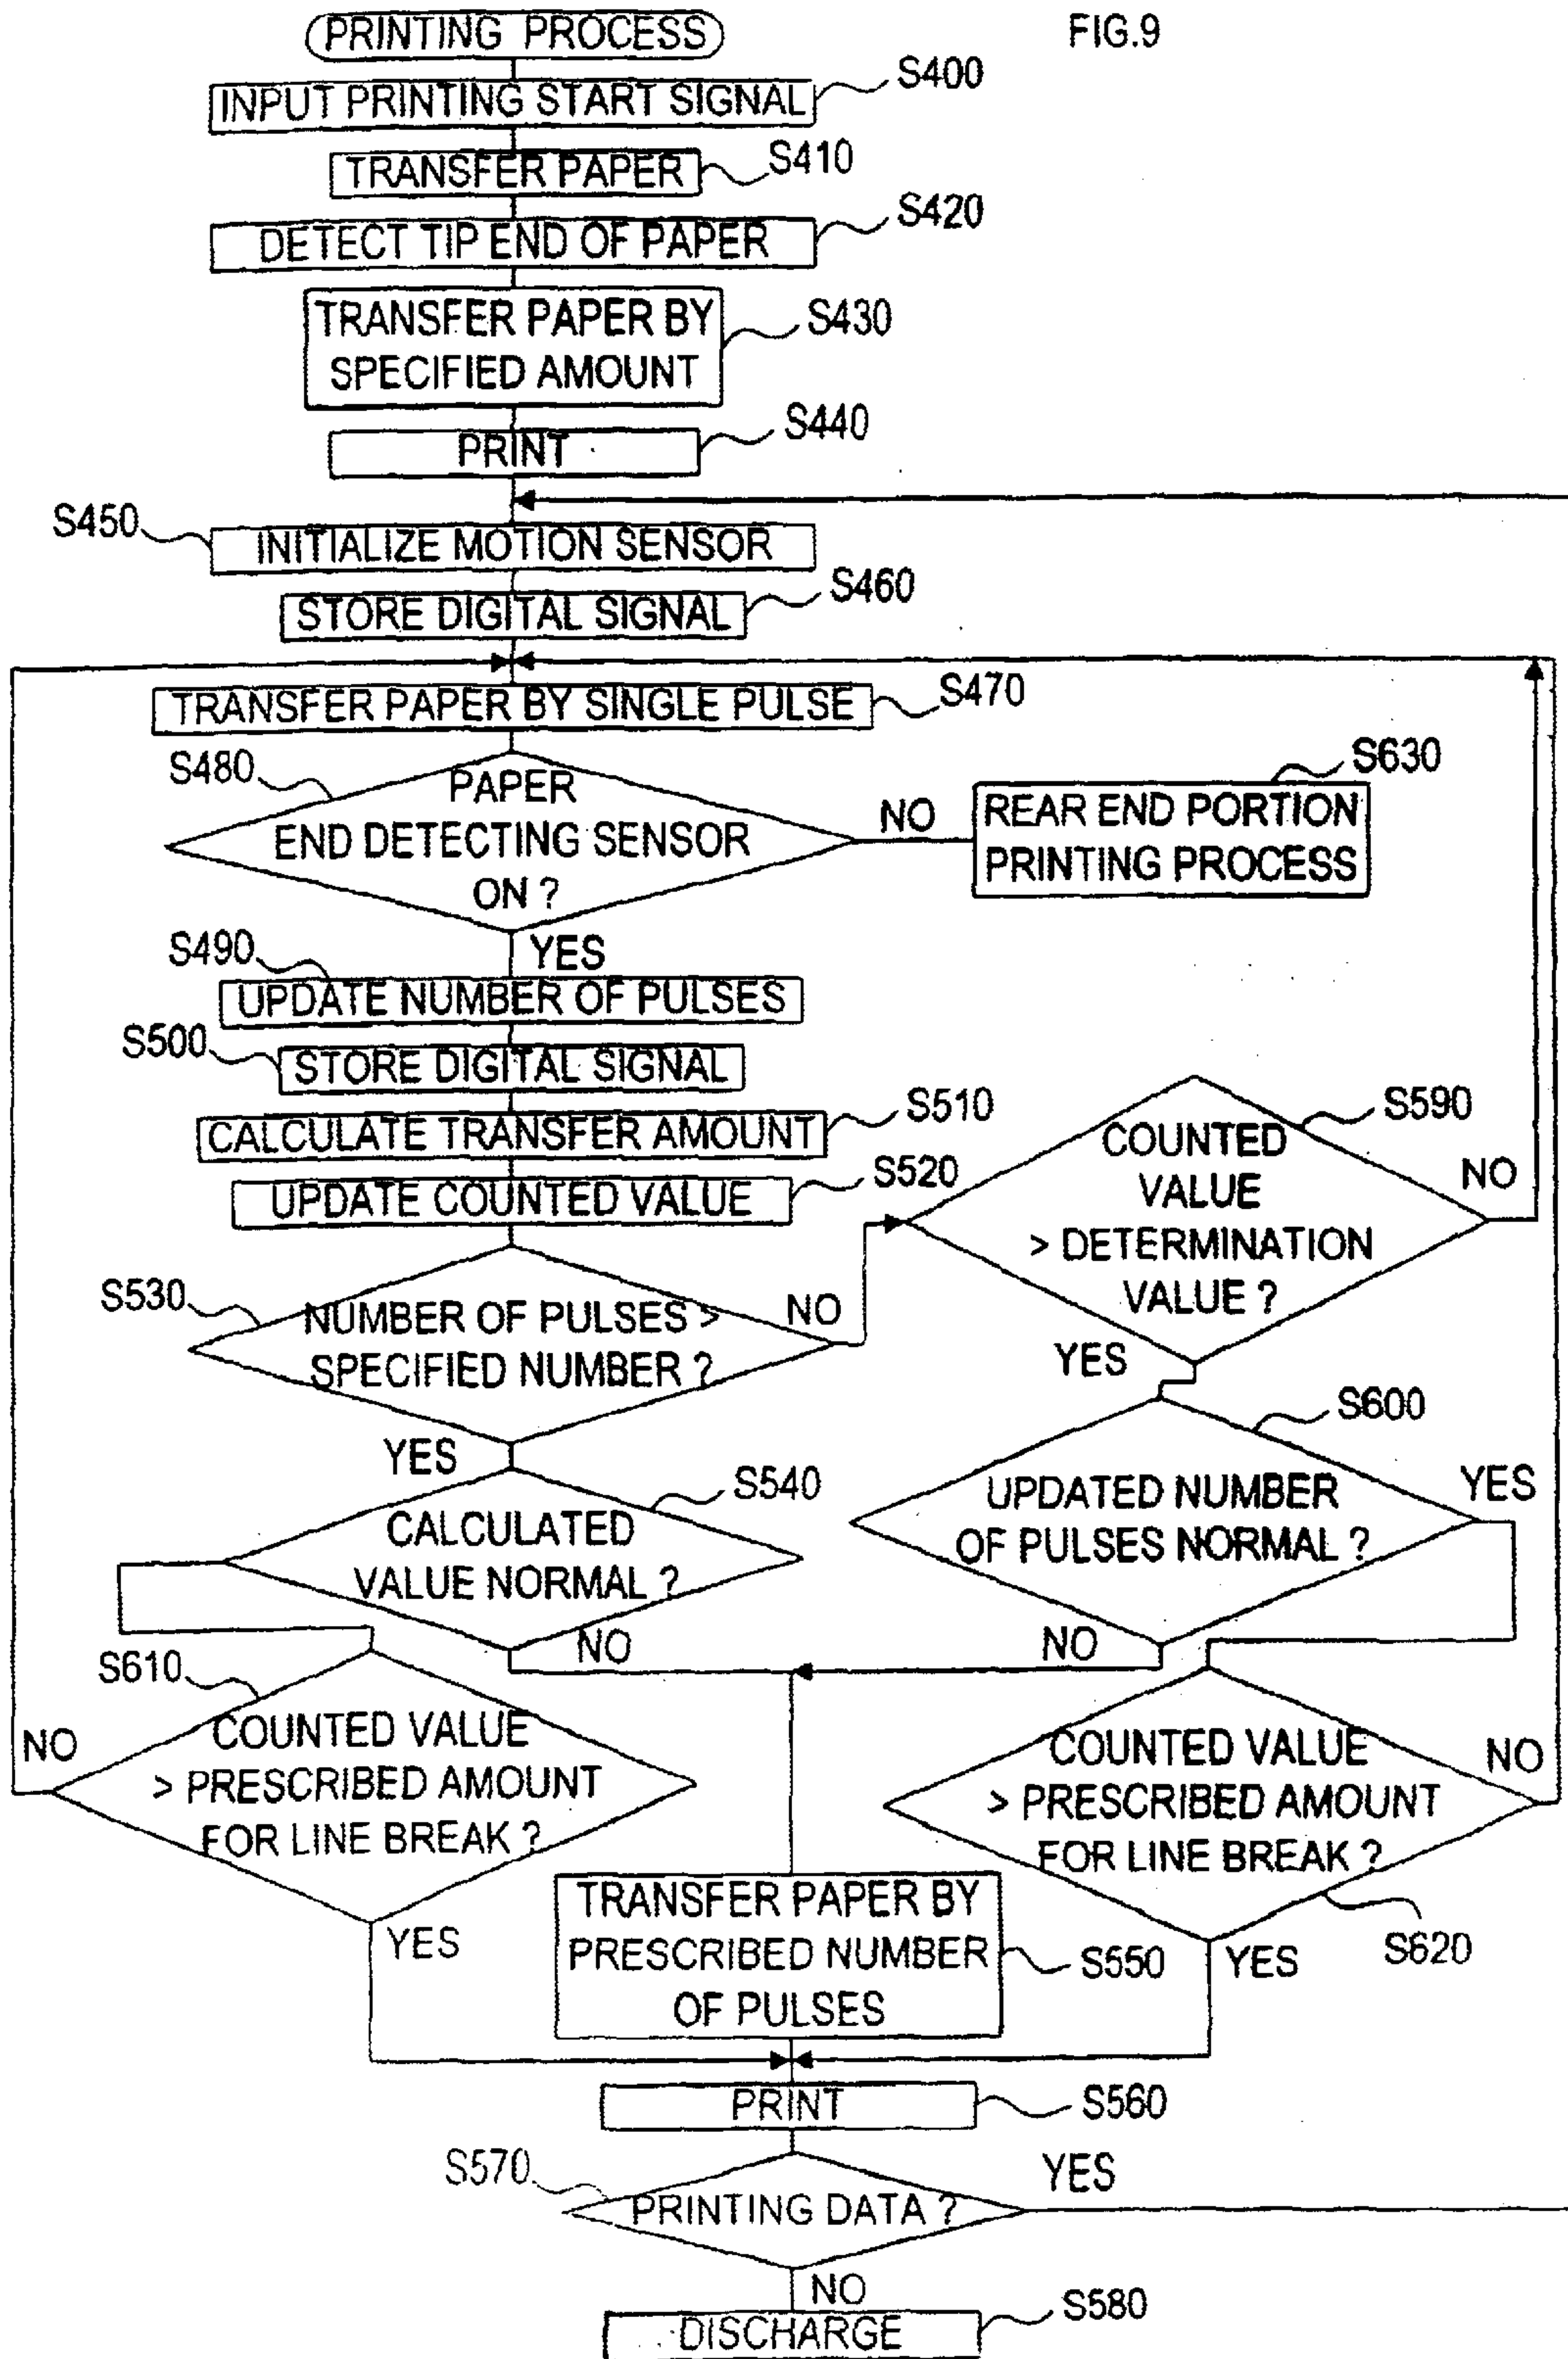 FIG.9
PRINTING PROCESS
S400
INPUT PRINTING START SIGNAL
S410
TRANSFER PAPER
S420
DETECT TIP END OF PAPER
TRANSFER PAPER BY
SPECIFIED AMOUNT
S430
S440
PRINT
S450
INITIALIZE MOTION SENSOR
S460
STORE DIGITAL SIGNAL
S470
TRANSFER PAPER BY SINGLE PULSE
S480
PAPER
END DETECTING SENSOR
ON ?
NO
S630
REAR END PORTION
PRINTING PROCESS
YES
S490
UPDATE NUMBER OF PULSES
S500
STORE DIGITAL SIGNAL
S510
CALCULATE TRANSFER AMOUNT
S520
UPDATE COUNTED VALUE
S530
NUMBER OF PULSES >
SPECIFIED NUMBER ?
NO
YES
S590
COUNTED
VALUE
> DETERMINATION
VALUE ?
NO
YES
S540
CALCULATED
VALUE NORMAL ?
NO
S600
UPDATED NUMBER
OF PULSES NORMAL ?
YES
NO
S610
COUNTED VALUE
> PRESCRIBED AMOUNT
FOR LINE BREAK ?
NO
YES
COUNTED VALUE
> PRESCRIBED AMOUNT
FOR LINE BREAK ?
NO
S620
YES
TRANSFER PAPER BY
PRESCRIBED NUMBER
OF PULSES
S550
PRINT
S560
S570
PRINTING DATA ?
YES
NO
S580
DISCHARGE